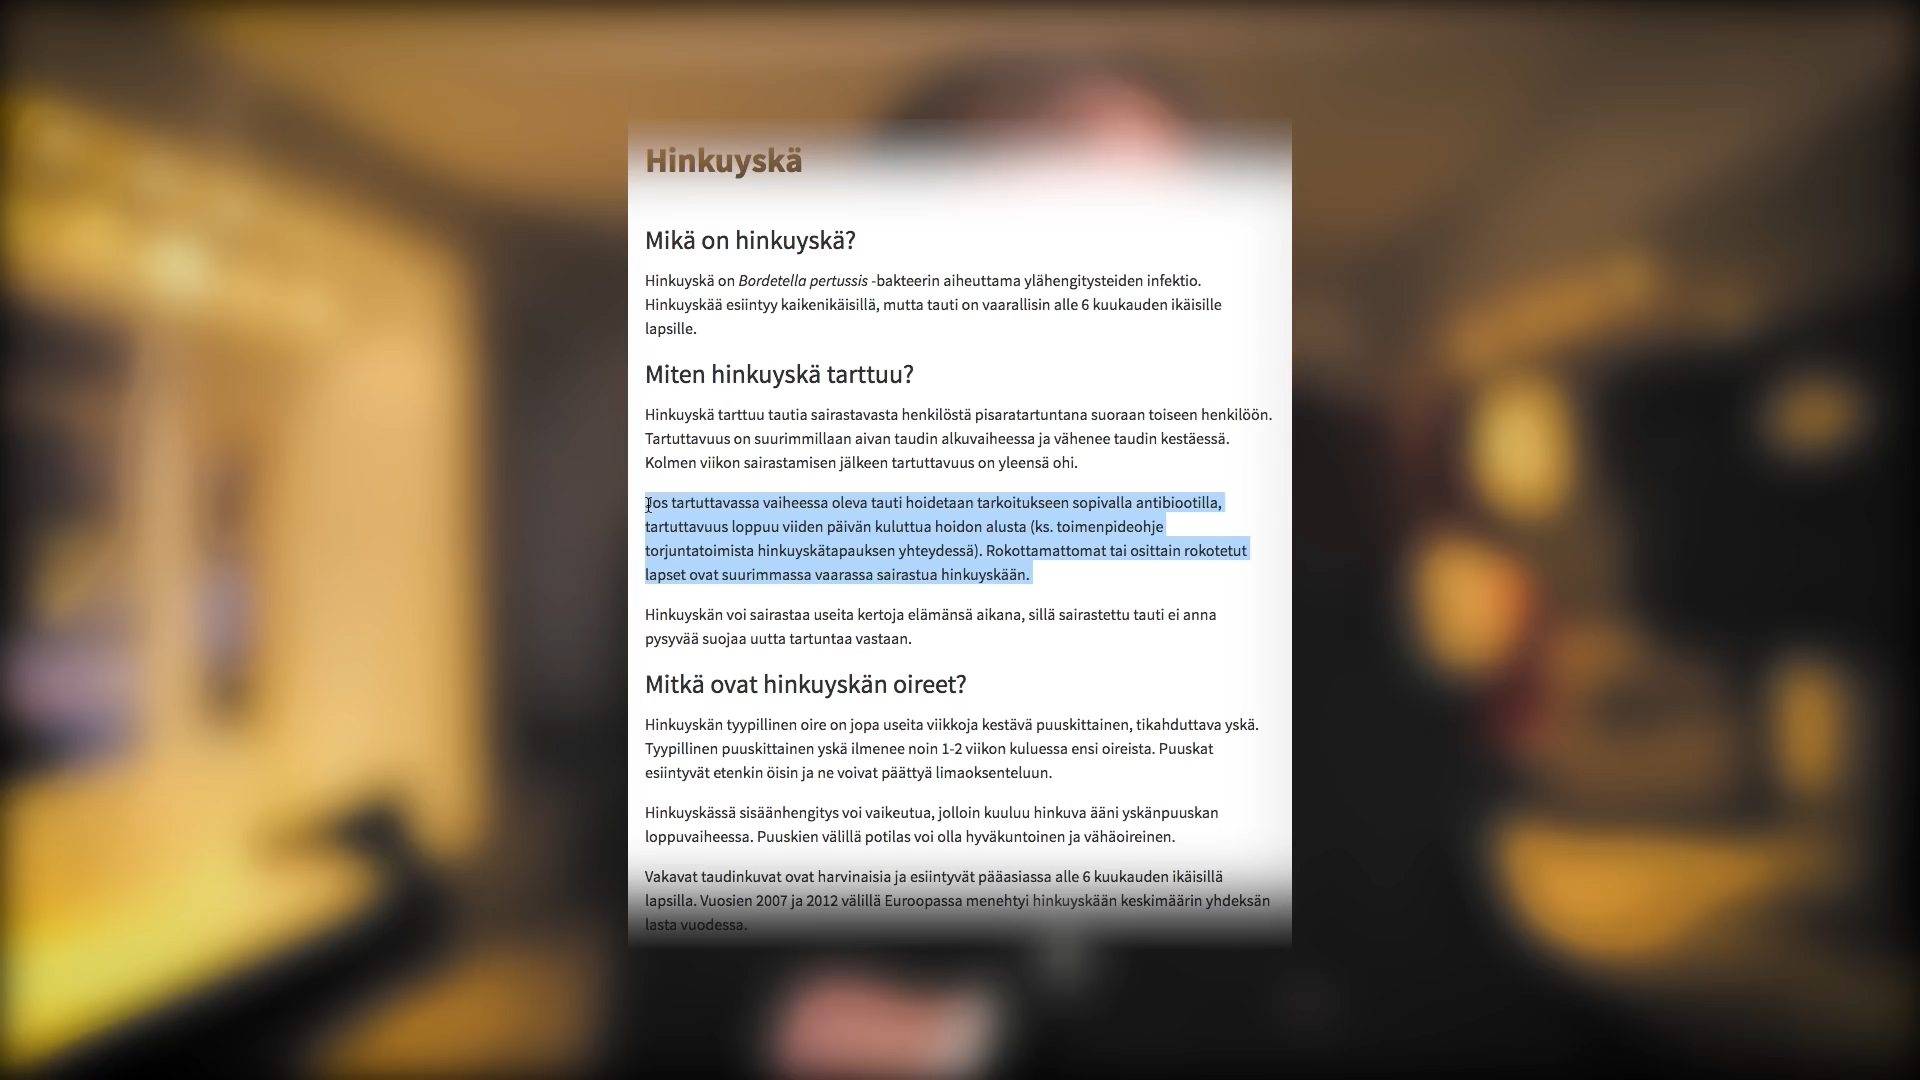 Hinkuyskä
Mikä on hinkuyskä?
Hinkuyskä on Bordetella pertussis -bakteerin aiheuttama ylähengitysteiden infektio.
Hinkuyskää esiintyy kaikenikäisillä, mutta tauti on vaarallisin alle 6 kuukauden ikäisille
lapsille.
Miten hinkuyskä tarttuu?
Hinkuyskä tarttuu tautia sairastavasta henkilöstä pisaratartuntana suoraan toiseen henkilöön.
Tartuttavuus on suurimmillaan aivan taudin alkuvaiheessa ja vähenee taudin kestäessä.
Kolmen viikon sairastamisen jälkeen tartuttavuus on yleensä ohi.
Jos tartuttavassa vaiheessa oleva tauti hoidetaan tarkoitukseen sopivalla antibiootilla,
tartuttavuus loppuu viiden päivän kuluttua hoidon alusta (ks. toimenpideohje
torjuntatoimista hinkuyskätapauksen yhteydessä). Rokottamattomat tai osittain rokotetut
lapset ovat suurimmassa vaarassa sairastua hinkuyskään.
Hinkuyskän voi sairastaa useita kertoja elämänsä aikana, sillä sairastettu tauti ei anna
pysyvää suojaa uutta tartuntaa vastaan.
Mitkä ovat hinkuyskän oireet?
Hinkuyskän tyypillinen oire on jopa useita viikkoja kestävä puuskittainen, tikahduttava yskä.
Tyypillinen puuskittainen yskä ilmenee noin 1-2 viikon kuluessa ensi oireista. Puuskat
esiintyvät etenkin öisin ja ne voivat päättyä limaoksenteluun.
Hinkuyskässä sisäänhengitys voi vaikeutua, jolloin kuuluu hinkuva ääni yskänpuuskan
loppuvaiheessa. Puuskien välillä potilas voi olla hyväkuntoinen ja vähäoireinen.
Vakavat taudinkuvat ovat harvinaisia ja esiintyvät pääasiassa alle 6 kuukauden ikäisillä
lapsilla. Vuosien 2007 ja 2012 välillä Euroopassa menehtyi hinkuyskään keskimäärin yhdeksän
lasta vuodessa.